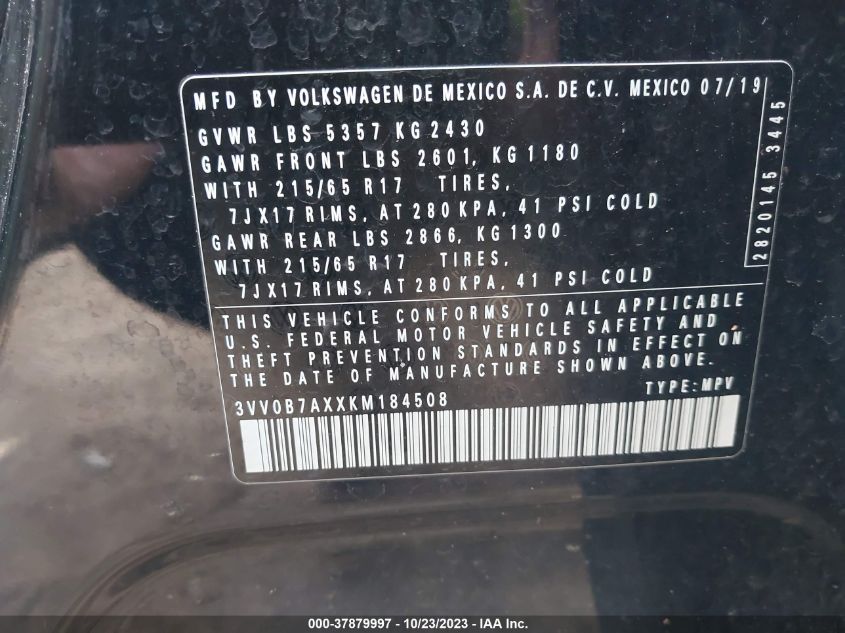 MFD BY VOLKSWAGEN DE MEXICO S.A. DE C.V. MEXICO 07/19
GVWR LBS 5357 KG 2430
GAWR FRONT LBS 2601, KG 1180
WITH 215/65 R17 TIRES,
7JX17 RIMS, AT 280 KPA, 41 PSI COLD
GAWR REAR LBS 2866, KG 1300
WITH 215/65 R17 TIRES,
7JX17 RIMS, AT 280 KPA, 41 PSI COLD
2820145 3445
THIS VEHICLE CONFORMS TO ALL APPLICABLE
U.S. FEDERAL MOTOR VEHICLE SAFETY AND
THEFT PREVENTION STANDARDS IN EFFECT ON
THE DATE OF MANUFACTURE SHOWN ABOVE.
3VV0B7AXXKM184508 TYPE: MPV
000-37879997 - 10/23/2023 - IAA Inc.